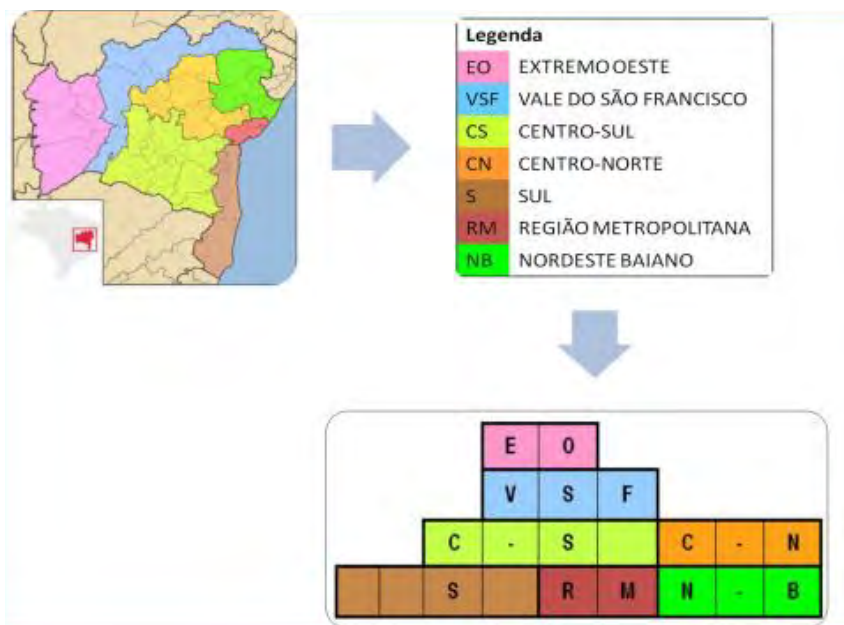 Legenda
EO EXTREMO OESTE
VSF VALE DO SÃO FRANCISCO
CS CENTRO-SUL
CN CENTRO-NORTE
S SUL
RM REGIÃO METROPOLITANA
NB NORDESTE BAIANO
E O
V S F
C - S C - N
S R M N - B